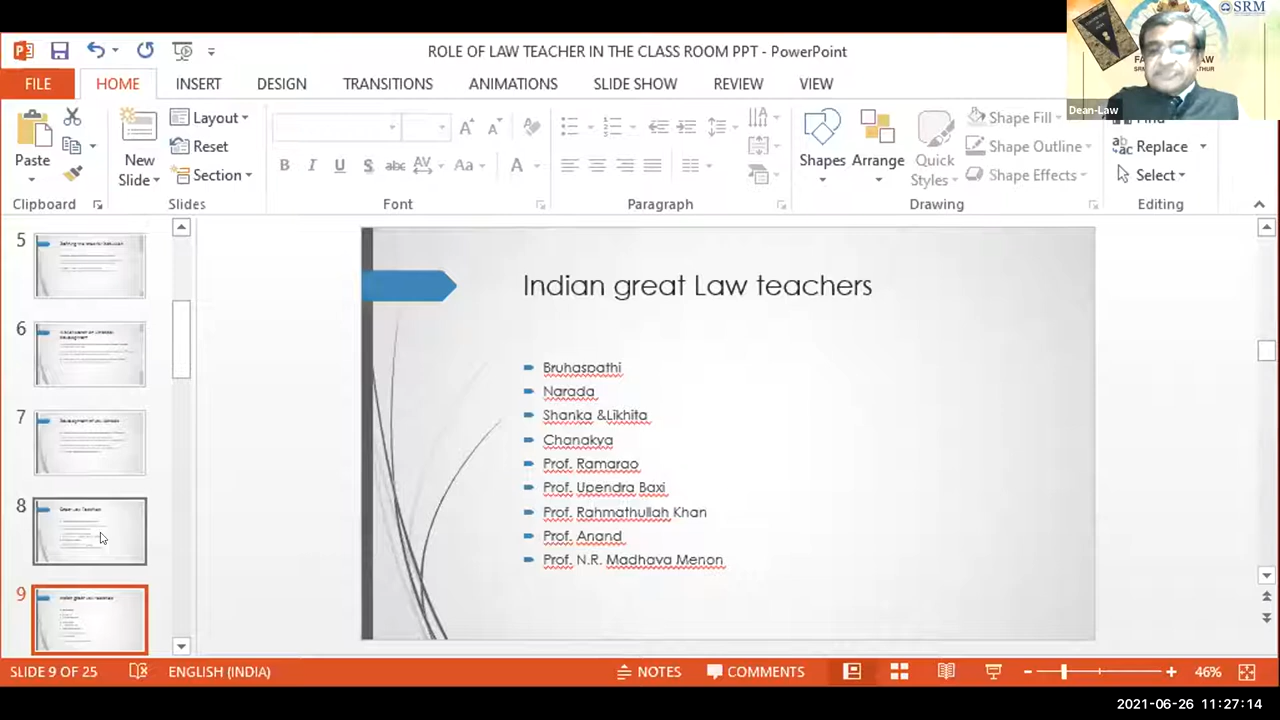 ROLE OF LAW TEACHER IN THE CLASS ROOM PPT - PowerPoint
SRM
Dean-Law
FILE HOME INSERT DESIGN TRANSITIONS ANIMATIONS SLIDE SHOW REVIEW VIEW
Paste
New Slide
Layout
Reset
Section
Shapes
Arrange
Quick Styles
Shape Fill
Shape Outline
Shape Effects
Find
Replace
Select
Clipboard Slides Font Paragraph Drawing Editing
5
6
7
8
9
Indian great Law teachers
Bruhaspathi
Narada
Shanka &Likhita
Chanakya
Prof. Ramarao
Prof. Upendra Baxi
Prof. Rahmathullah Khan
Prof. Anand
Prof. N.R. Madhava Menon
SLIDE 9 OF 25 ENGLISH (INDIA) NOTES COMMENTS 46%
2021-06-26 11:27:14